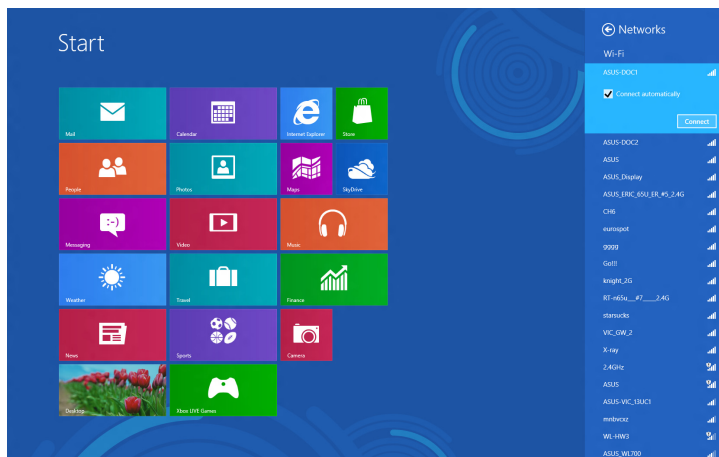 Start
Mail
Calendar
Internet Explorer
Store
People
Photos
Maps
SkyDrive
Messaging
:-)
Video
Music
Weather
Travel
Finance
News
Sports
Camera
Desktop
Xbox LIVE Games
Networks
Wi-Fi
ASUS-DOC1
Connect automatically
Connect
ASUS-DOC2
ASUS
ASUS_Display
ASUS_ERIC_65U_ER_#5_2.4G
CH6
eurospot
9999
Go!!!
knight_2G
RT-n65u__#7____2.4G
starsucks
VIC_GW_2
X-ray
2.4GHz
ASUS
ASUS-VIC_13UC1
mnbvcxz
WL-HW3
ASUS_WL700